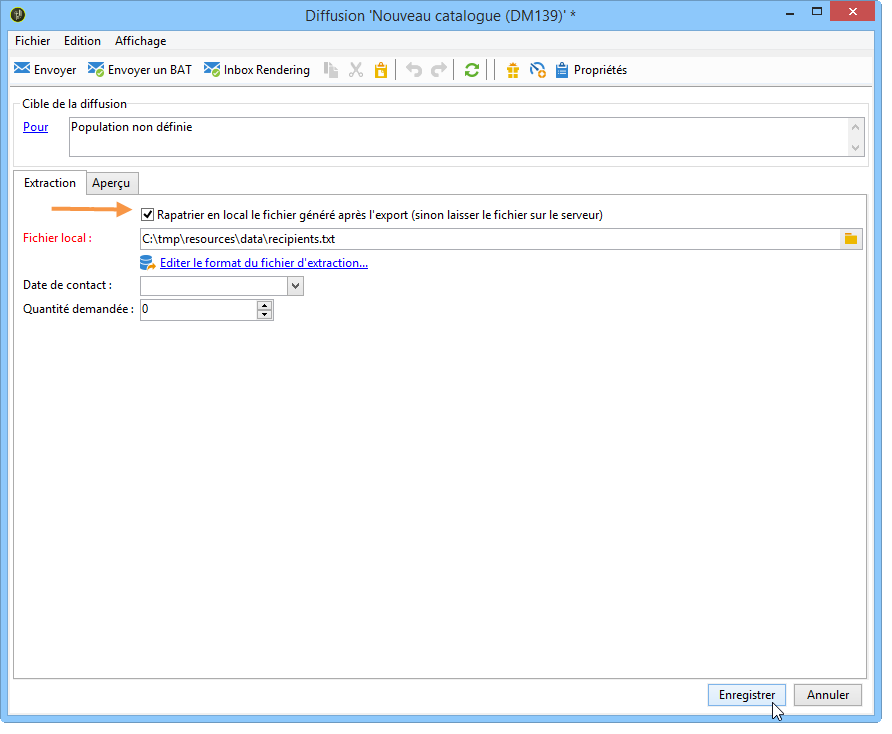 Diffusion 'Nouveau catalogue (DM139)' *
Fichier Edition Affichage
Envoyer Envoyer un BAT Inbox Rendering Propriétés
Cible de la diffusion
Pour Population non définie
Extraction Aperçu
Rapatrier en local le fichier généré après l'export (sinon laisser le fichier sur le serveur)
Fichier local : C:\tmp\resources\data\recipients.txt
Editer le format du fichier d'extraction...
Date de contact :
Quantité demandée : 0
Enregistrer Annuler